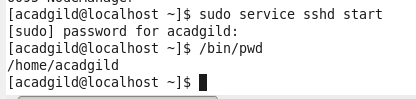 [acadgild@localhost ~]$ sudo service sshd start
[sudo] password for acadgild:
[acadgild@localhost ~]$ /bin/pwd
/home/acadgild
[acadgild@localhost ~]$